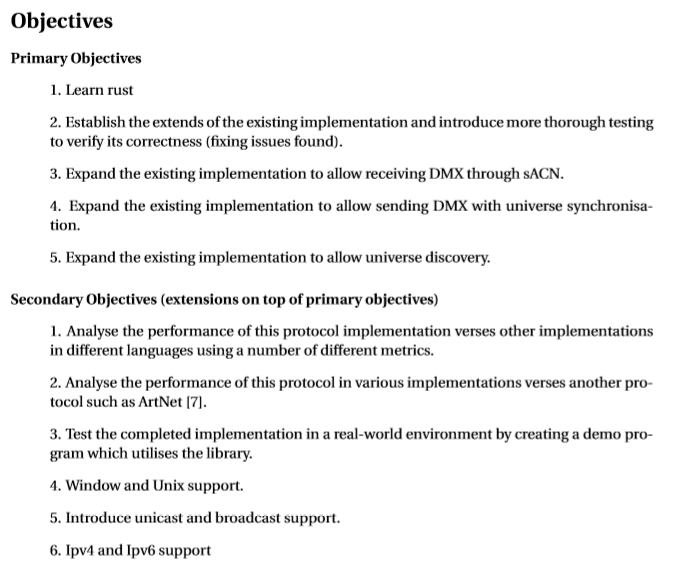 Objectives
Primary Objectives
1. Learn rust
2. Establish the extends of the existing implementation and introduce more thorough testing
to verify its correctness (fixing issues found).
3. Expand the existing implementation to allow receiving DMX through sACN.
4. Expand the existing implementation to allow sending DMX with universe synchronisa-
tion.
5. Expand the existing implementation to allow universe discovery.
Secondary Objectives (extensions on top of primary objectives)
1. Analyse the performance of this protocol implementation verses other implementations
in different languages using a number of different metrics.
2. Analyse the performance of this protocol in various implementations verses another pro-
tocol such as ArtNet [7].
3. Test the completed implementation in a real-world environment by creating a demo pro-
gram which utilises the library.
4. Window and Unix support.
5. Introduce unicast and broadcast support.
6. Ipv4 and Ipv6 support